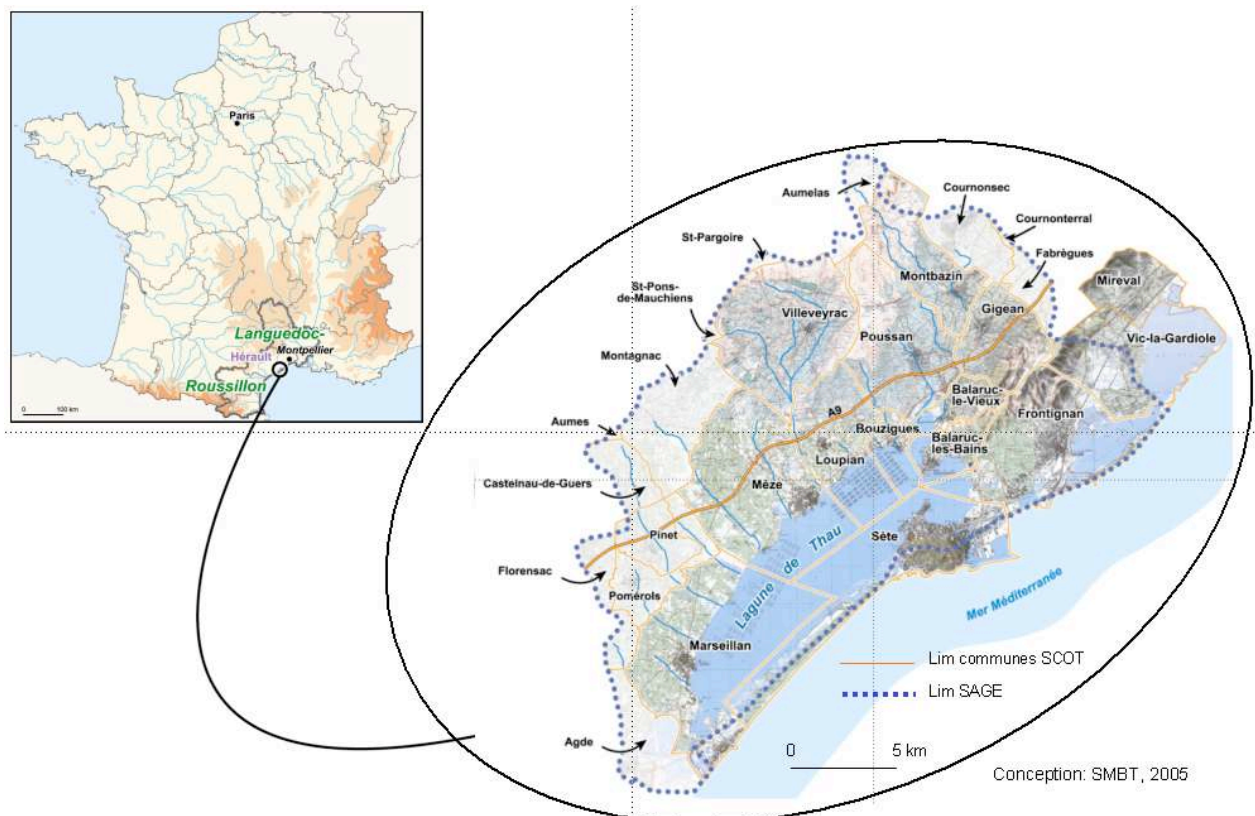 Paris
Languedoc-
Montpellier
Hérault
Roussillon
0 100 km
Aumelas
Cournonsec
Cournonterral
St-Pargoire
Fabrègues
Montbazin
Mireval
St-Pons-
de-Mauchiens
Villeveyrac
Gigean
Poussan
Vic-la-Gardiole
Montagnac
Balaruc-
le-Vieux
Frontignan
A9
Bouzigues
Aumes
Balaruc-
les-Bains
Loupian
Castelnau-de-Guers
Mèze
Sète
Pinet
Lagune de Thau
Florensac
Pomérols
Mer Méditerranée
Marseillan
Lim communes SCOT
Lim SAGE
Agde
0 5 km
Conception: SMBT, 2005